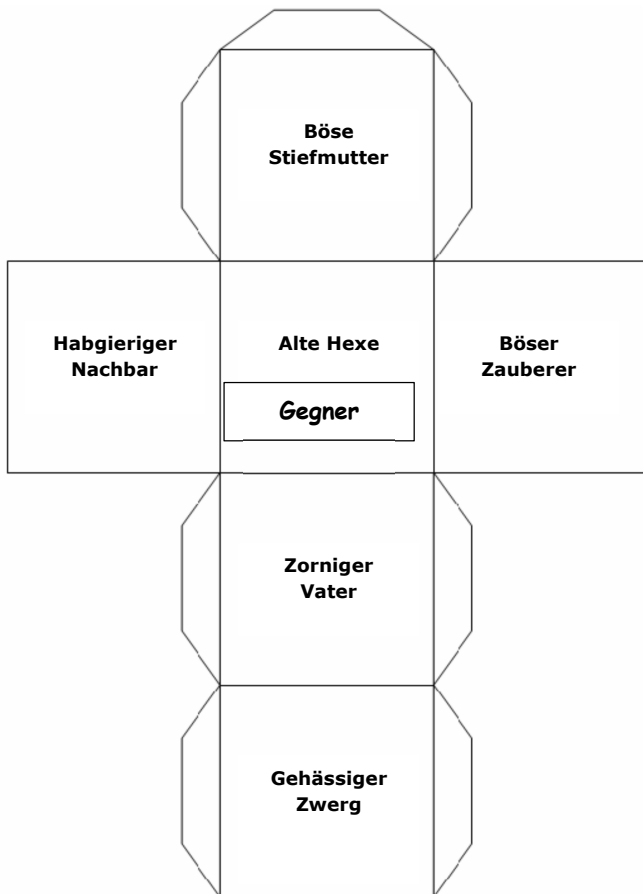 Böse
Stiefmutter
Habgieriger
Nachbar
Alte Hexe
Böser
Zauberer
Gegner
Zorniger
Vater
Gehässiger
Zwerg